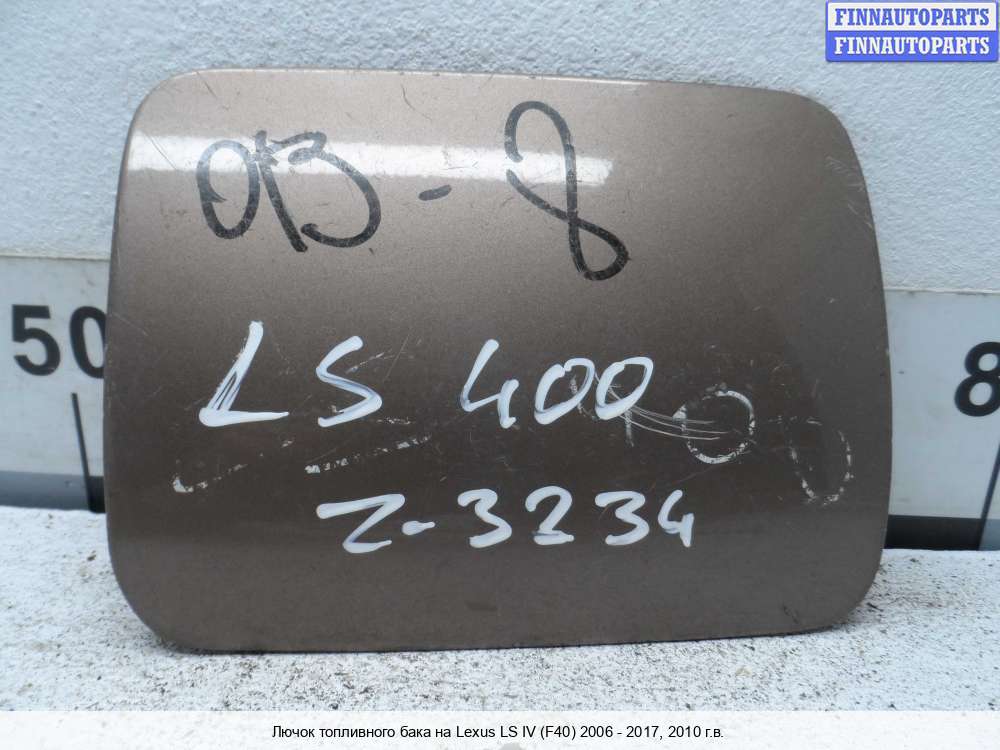 FINNAUTOPARTS
FINNAUTOPARTS
013 - 8
50
8
LS 400
Z-3234
Лючок топливного бака на Lexus LS IV (F40) 2006 - 2017, 2010 г.в.